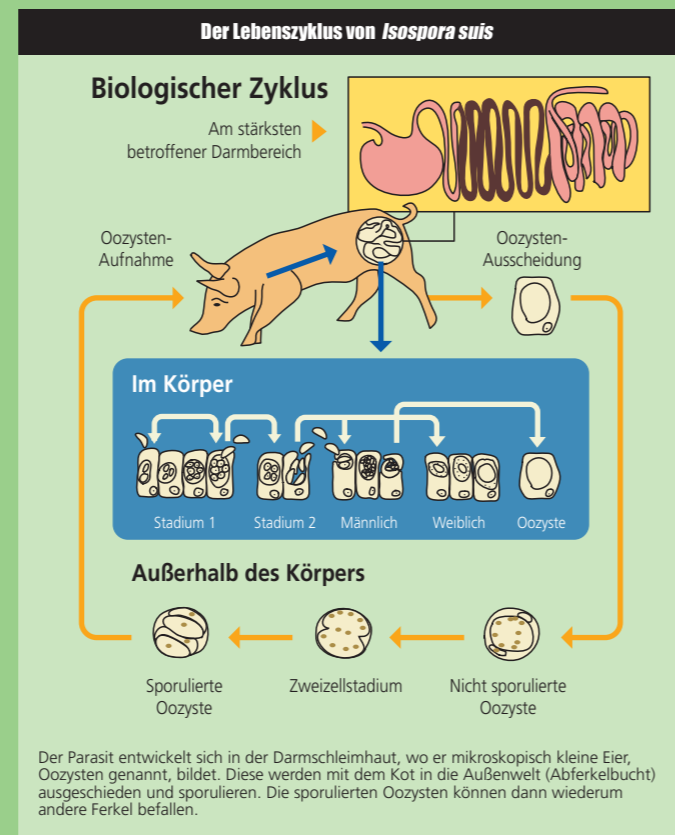 Der Lebenszyklus von Isospora suis
Biologischer Zyklus
Am stärksten
betroffener Darmbereich
Oozysten-
Aufnahme
Oozysten-
Ausscheidung
Im Körper
Stadium 1
Stadium 2
Männlich
Weiblich
Oozyste
Außerhalb des Körpers
Sporulierte
Oozyste
Zweizellstadium
Nicht sporulierte
Oozyste
Der Parasit entwickelt sich in der Darmschleimhaut, wo er mikroskopisch kleine Eier,
Oozysten genannt, bildet. Diese werden mit dem Kot in die Außenwelt (Abferkelbucht)
ausgeschieden und sporulieren. Die sporulierten Oozysten können dann wiederum
andere Ferkel befallen.